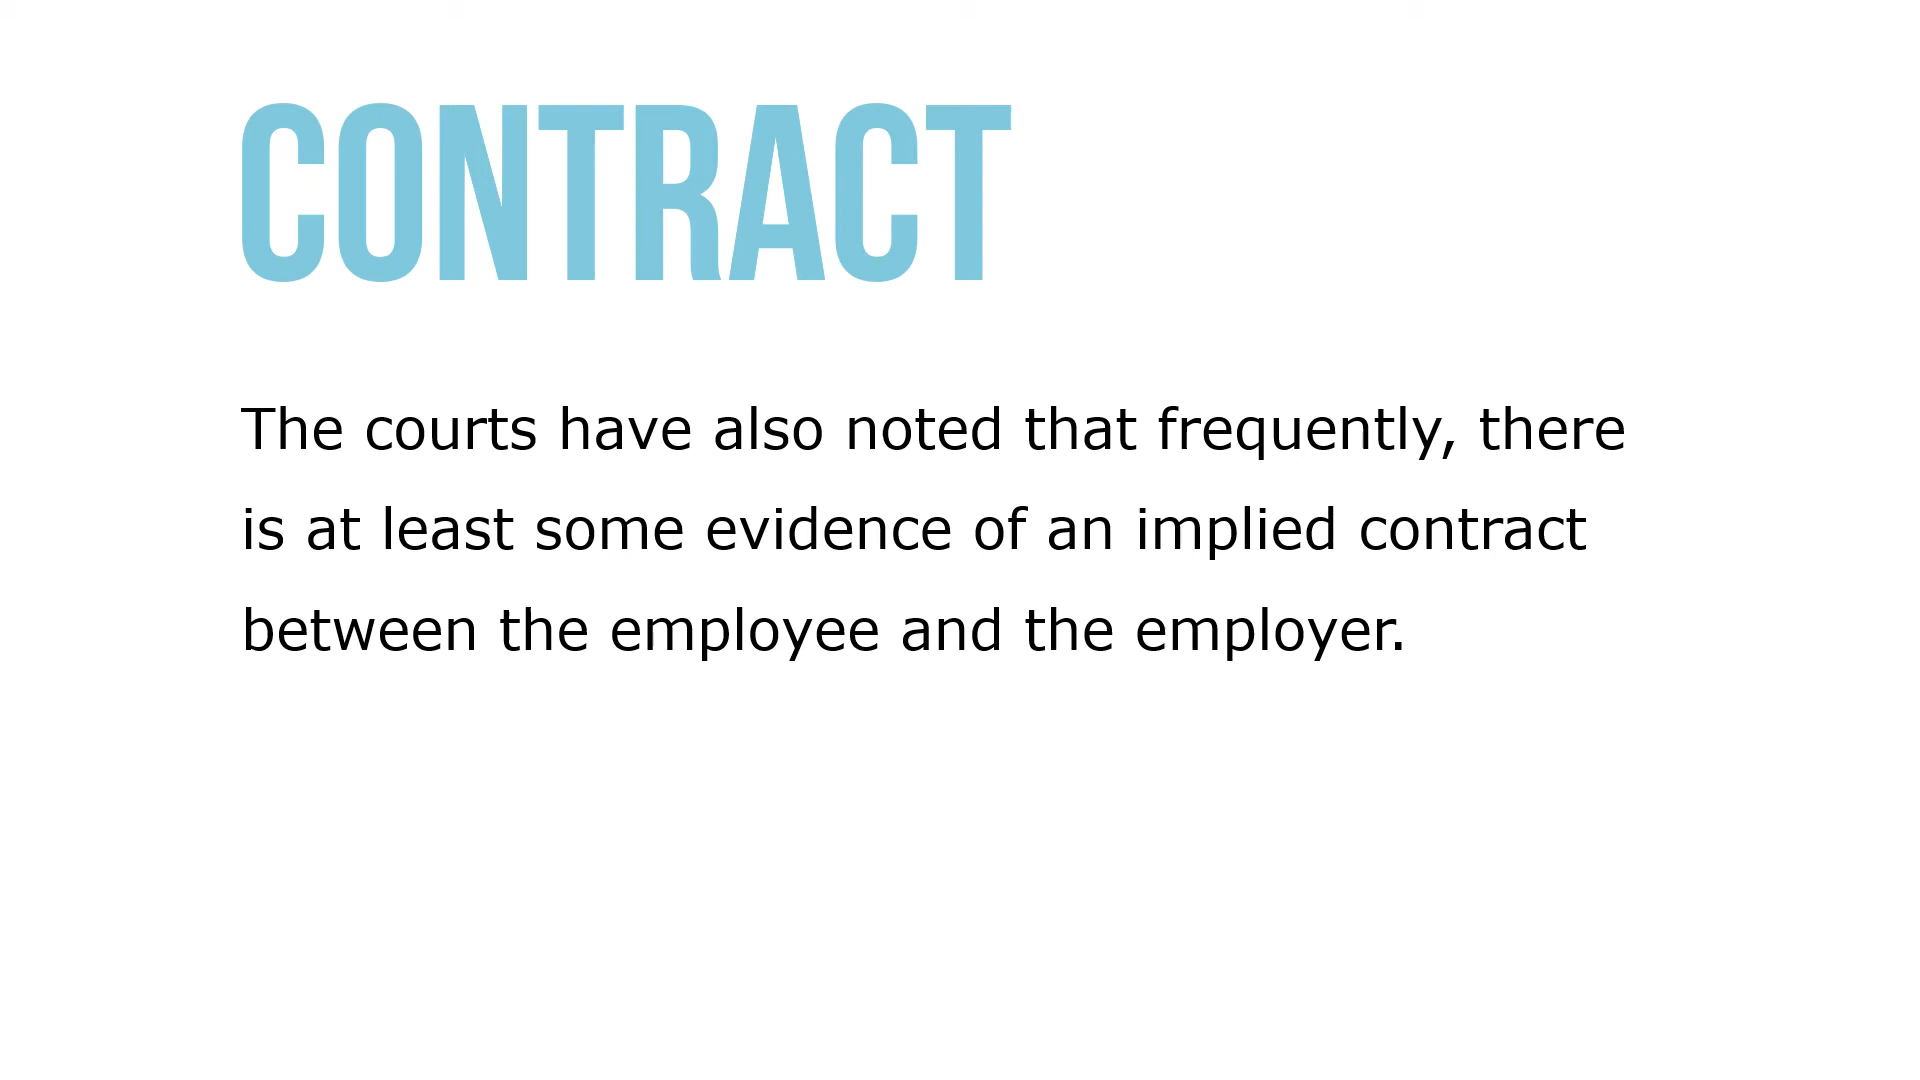 CONTRACT
The courts have also noted that frequently, there
is at least some evidence of an implied contract
between the employee and the employer.